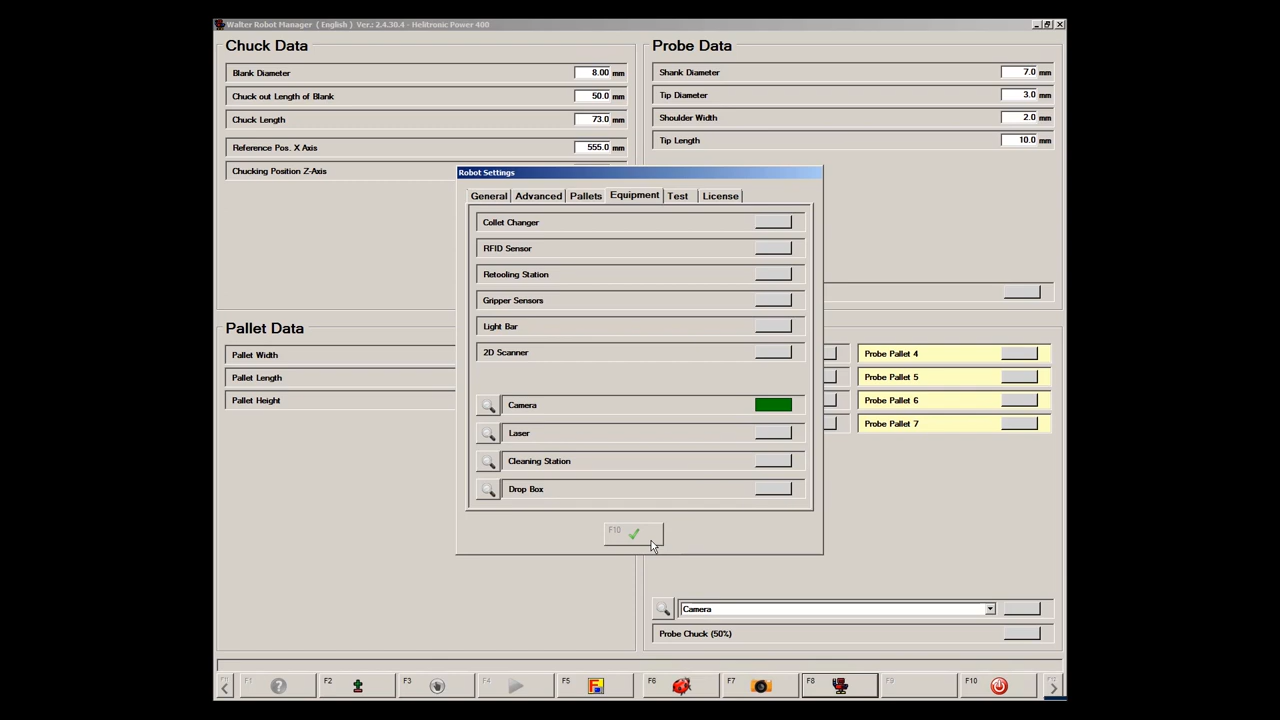 Walter Robot Manager ( English ) Ver.: 2.4.30.4 - Helitronic Power 400
Chuck Data
Blank Diameter 8.00 mm
Chuck out Length of Blank 50.0 mm
Chuck Length 73.0 mm
Reference Pos. X Axis 555.0 mm
Chucking Position Z-Axis
Probe Data
Shank Diameter 7.0 mm
Tip Diameter 3.0 mm
Shoulder Width 2.0 mm
Tip Length 10.0 mm
Robot Settings
General Advanced Pallets Equipment Test License
Collet Changer
RFID Sensor
Retooling Station
Gripper Sensors
Light Bar
2D Scanner
Camera
Laser
Cleaning Station
Drop Box
F10
Pallet Data
Pallet Width
Pallet Length
Pallet Height
Probe Pallet 4
Probe Pallet 5
Probe Pallet 6
Probe Pallet 7
Camera
Probe Chuck (50%)
F11 F1 F2 F3 F4 F5 F6 F7 F8 F9 F10 F12